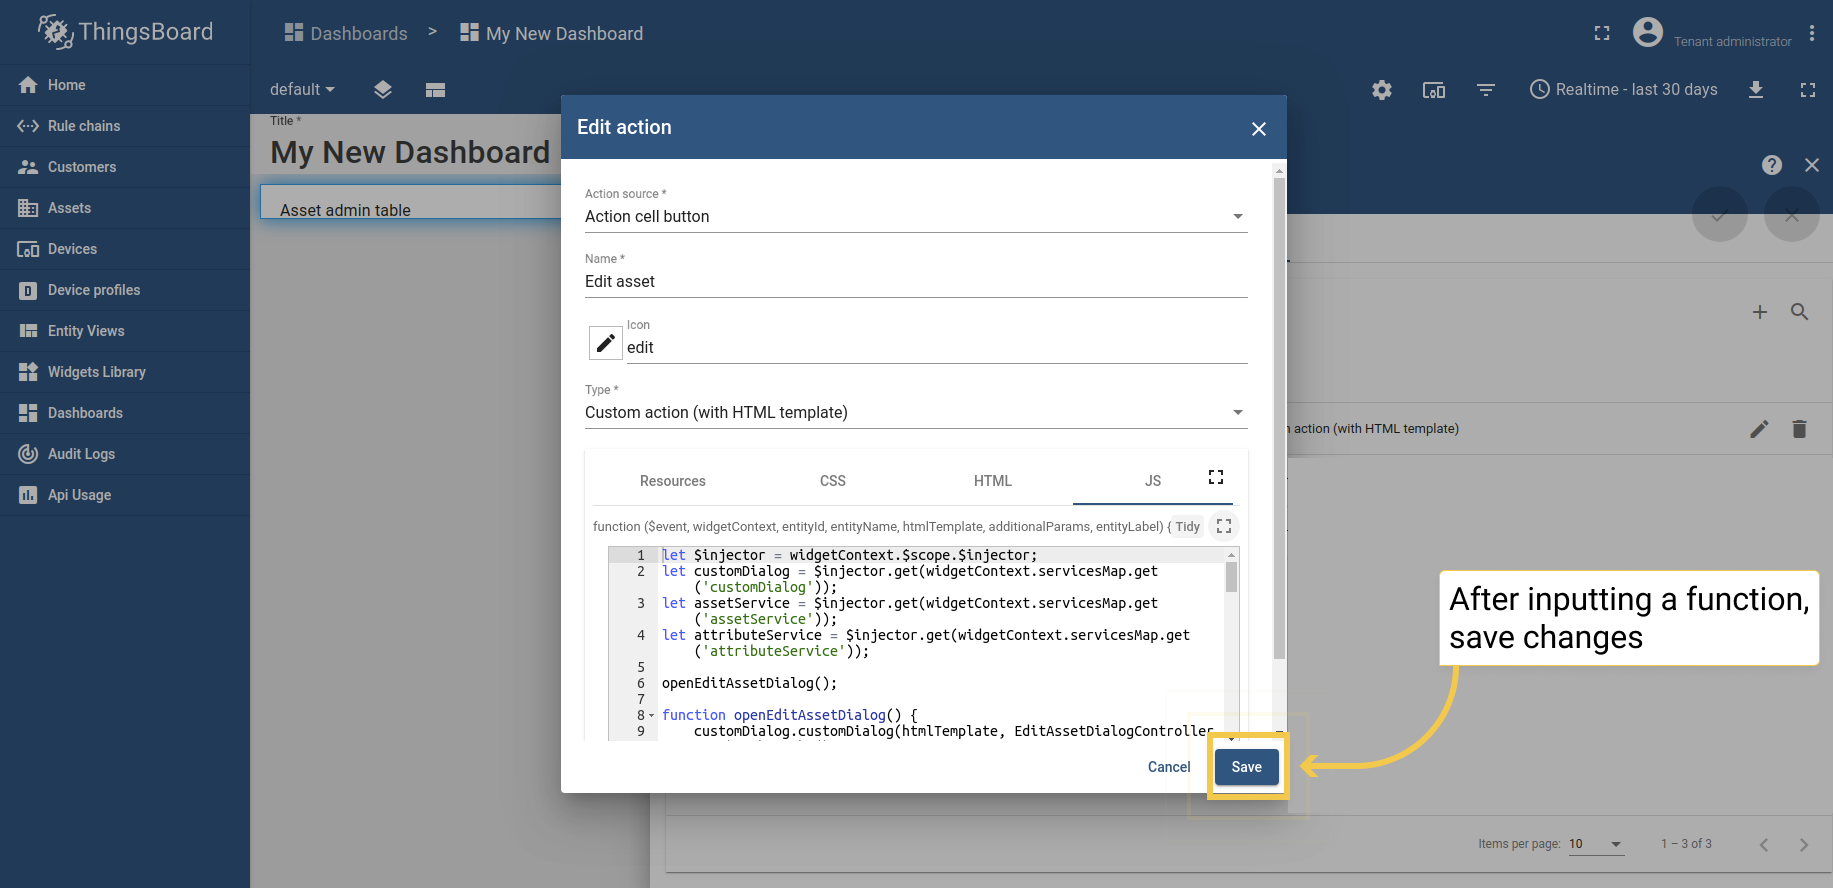 ThingsBoard
Dashboards > My New Dashboard
Tenant administrator
Home
Rule chains
Customers
Assets
Devices
Device profiles
Entity Views
Widgets Library
Dashboards
Audit Logs
Api Usage
default
Realtime - last 30 days
Title *
My New Dashboard
Asset admin table
Edit action
Action source *
Action cell button
Name *
Edit asset
Icon
edit
Type *
Custom action (with HTML template)
Resources CSS HTML JS
function ($event, widgetContext, entityId, entityName, htmlTemplate, additionalParams, entityLabel) { Tidy
1 let $injector = widgetContext.$scope.$injector;
2 let customDialog = $injector.get(widgetContext.servicesMap.get
('customDialog'));
3 let assetService = $injector.get(widgetContext.servicesMap.get
('assetService'));
4 let attributeService = $injector.get(widgetContext.servicesMap.get
('attributeService'));
5
6 openEditAssetDialog();
7
8 function openEditAssetDialog() {
9 customDialog.customDialog(htmlTemplate, EditAssetDialogController
Cancel Save
action (with HTML template)
After inputting a function,
save changes
Items per page: 10 1 – 3 of 3